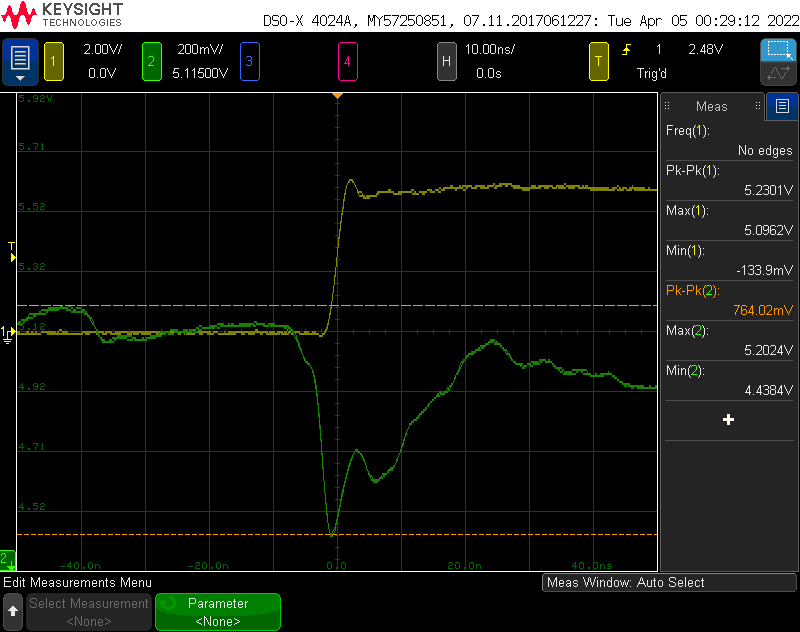 KEYSIGHT
TECHNOLOGIES
DSO-X 4024A, MY57250851, 07.11.2017061227: Tue Apr 05 00:29:12 2022
1 2.00V/ 2 200mV/ 3 4 H 10.00ns/ T 1 2.48V
0.0V 5.11500V 0.0s Trig'd
5.92V
5.71
5.52
5.32
5.12
4.92
4.71
4.52
T
1
2
-40.0n -20.0n 0.0 20.0n 40.0ns
Meas
Freq(1):
No edges
Pk-Pk(1):
5.2301V
Max(1):
5.0962V
Min(1):
-133.9mV
Pk-Pk(2):
764.02mV
Max(2):
5.2024V
Min(2):
4.4384V
Edit Measurements Menu
Meas Window: Auto Select
Select Measurement
<None>
Parameter
<None>